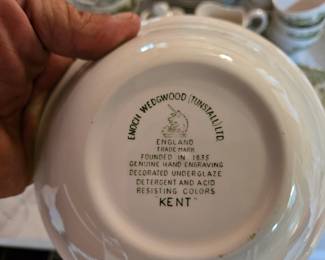 ENOCH WEDGWOOD (TUNSTALL) LTD.
ENGLAND
TRADE MARK
FOUNDED IN 1835
GENUINE HAND ENGRAVING
DECORATED UNDERGLAZE
DETERGENT AND ACID
RESISTING COLORS
"KENT"